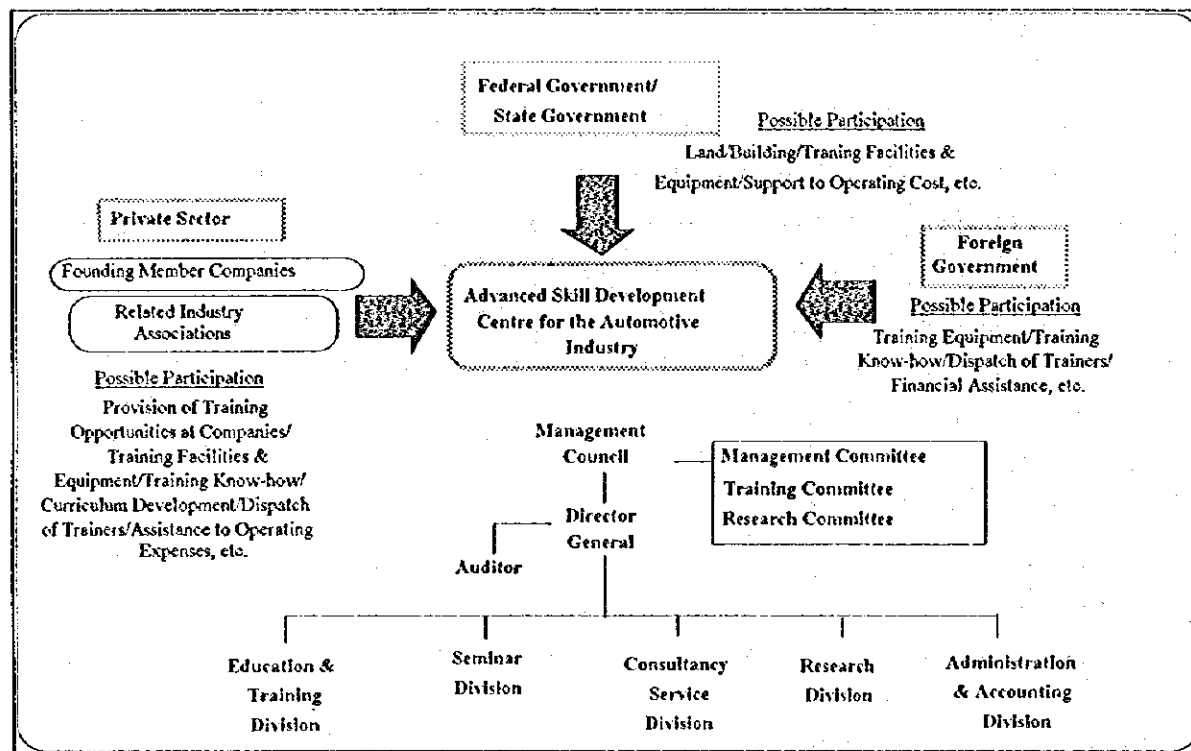 Federal Government/
State Government
Possible Participation
Land/Building/Traning Facilities &
Equipment/Support to Operating Cost, etc.
Private Sector
Founding Member Companies
Related Industry
Associations
Possible Participation
Provision of Training
Opportunities at Companies/
Training Facilities &
Equipment/Training Know-how/
Curriculum Development/Dispatch
of Trainers/Assistance to Operating
Expenses, etc.
Advanced Skill Development
Centre for the Automotive
Industry
Foreign
Government
Possible Participation
Training Equipment/Training
Know-how/Dispatch of Trainers/
Financial Assistance, etc.
Management
Council
Management Committee
Training Committee
Research Committee
Director
General
Auditor
Education &
Training
Division
Seminar
Division
Consultancy
Service
Division
Research
Division
Administration
& Accounting
Division